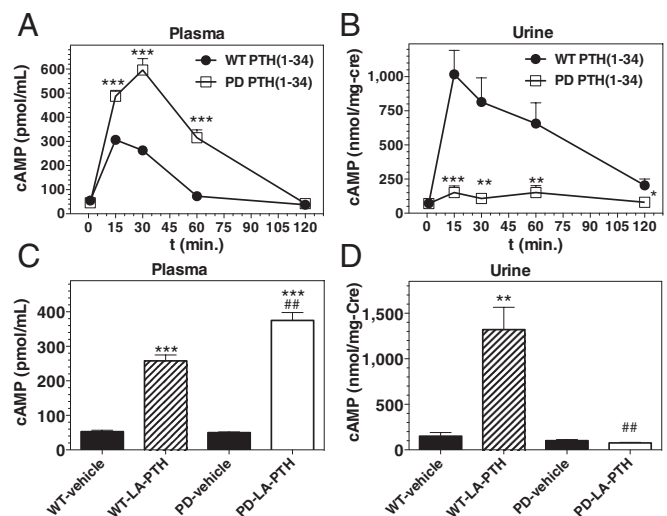 A
Plasma
cAMP (pmol/mL)
600
500
400
300
200
100
0
***
***
***
WT PTH(1-34)
PD PTH(1-34)
0 15 30 45 60 75 90 105 120
t (min.)
B
Urine
cAMP (nmol/mg-cre)
1,000
750
500
250
0
WT PTH(1-34)
PD PTH(1-34)
***
**
**
*
0 15 30 45 60 75 90 105 120
t (min.)
C
Plasma
cAMP (pmol/mL)
400
300
200
100
0
***
***
##
WT-vehicle
WT-LA-PTH
PD-vehicle
PD-LA-PTH
D
Urine
cAMP (nmol/mg-Cre)
1,500
1,000
500
0
**
##
WT-vehicle
WT-LA-PTH
PD-vehicle
PD-LA-PTH